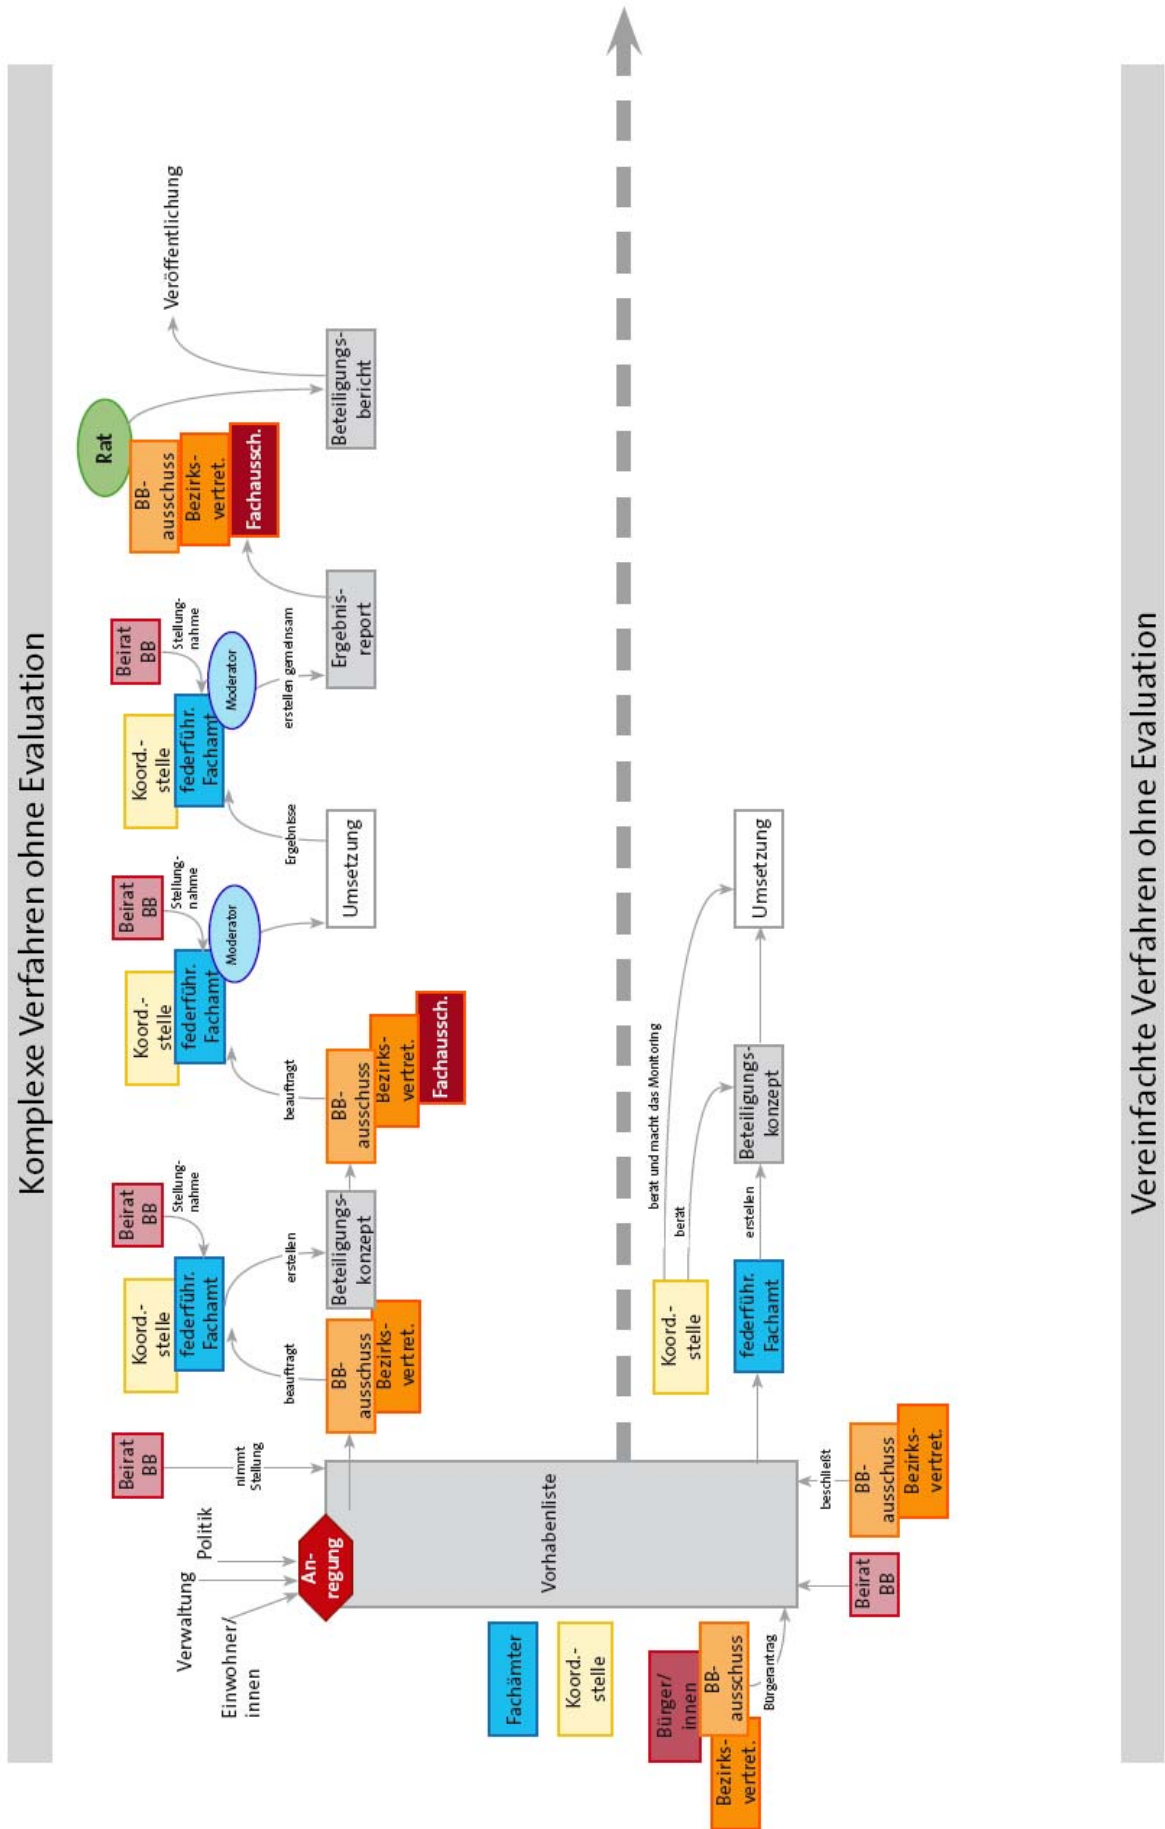 Komplexe Verfahren ohne Evaluation
Verwaltung
Politik
Einwohner/
innen
An-
regung
Beirat
BB
nimmt
Stellung
Vorhabenliste
BB-
ausschuss
Bezirks-
vertret.
beauftragt
Koord.-
stelle
federführ.
Fachamt
Beirat
BB
Stellung-
nahme
erstellen
Beteiligungs-
konzept
BB-
ausschuss
Bezirks-
vertret.
Fachaussch.
beauftragt
Koord.-
stelle
federführ.
Fachamt
Moderator
Beirat
BB
Stellung-
nahme
Umsetzung
Ergebnisse
Koord.-
stelle
federführ.
Fachamt
Moderator
Beirat
BB
Stellung-
nahme
erstellen gemeinsam
Ergebnis-
report
Rat
BB-
ausschuss
Bezirks-
vertret.
Fachaussch.
Beteiligungs-
bericht
Veröffentlichung
Fachämter
Koord.-
stelle
Bürger/
innen
BB-
ausschuss
Bezirks-
vertret.
Bürgerantrag
Beirat
BB
BB-
ausschuss
Bezirks-
vertret.
beschließt
Koord.-
stelle
berät und macht das Monitoring
berät
federführ.
Fachamt
erstellen
Beteiligungs-
konzept
Umsetzung
Vereinfachte Verfahren ohne Evaluation